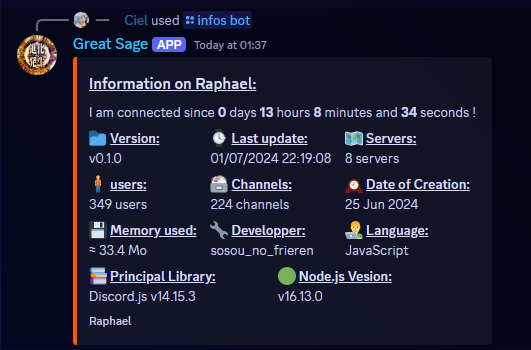 Ciel used infos bot
Great Sage APP Today at 01:37
Information on Raphael:
I am connected since 0 days 13 hours 8 minutes and 34 seconds !
Version: Last update: Servers:
v0.1.0 01/07/2024 22:19:08 8 servers
users: Channels: Date of Creation:
349 users 224 channels 25 Jun 2024
Memory used: Developper: Language:
≈ 33.4 Mo sosou_no_frieren JavaScript
Principal Library: Node.js Vesion:
Discord.js v14.15.3 v16.13.0
Raphael